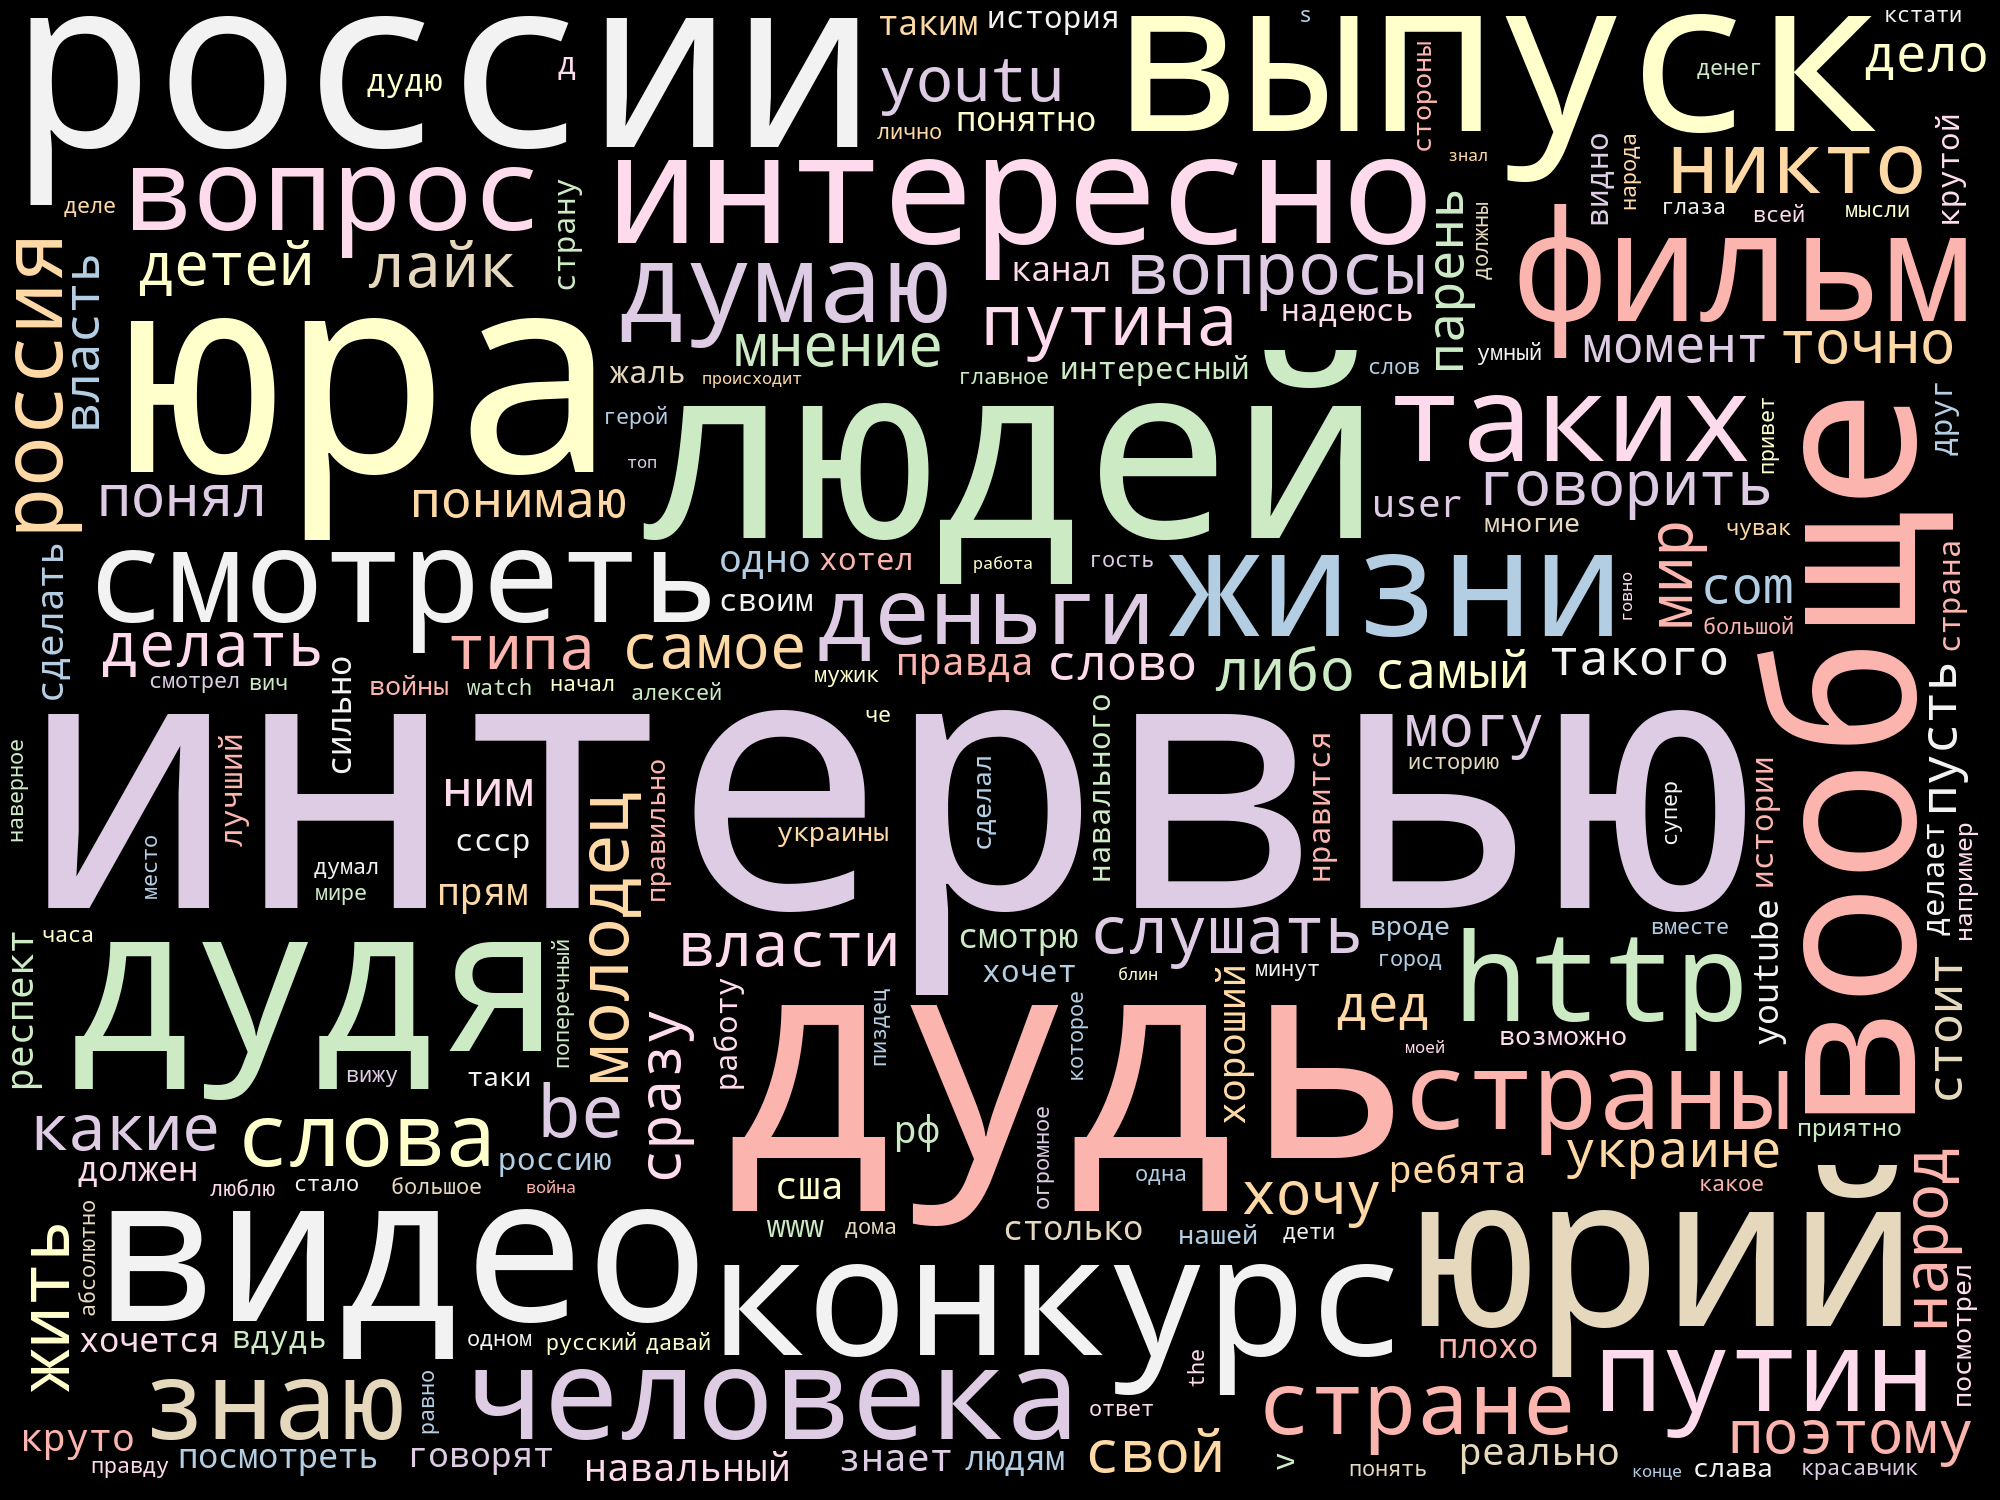 россии
выпуск
таким
история
s
кстати
дудю
д
youtu
стороны
денег
дело
лично
понятно
вопрос
интересно
знал
видно
народа
никто
крутой
деле
страну
парень
должны
глаза
всей
мысли
россия
власть
детей
лайк
думаю
канал
вопросы
фильм
юра
мнение
путина
надеюсь
умный
момент
точно
жаль
происходит
главное
интересный
слов
людей
таких
привет
вообще
друг
герой
топ
понял
понимаю
user
говорить
многие
чувак
сделать
смотреть
одно
хотел
работа
гость
жизни
говно
мир
com
страна
своим
деньги
большой
делать
типа
самое
мужик
правда
слово
либо
самый
такого
пусть
смотрел
вич
сильно
войны
watch
начал
алексей
интервью
че
навального
могу
наверное
лучший
ним
молодец
правильно
сделал
нравится
историю
супер
истории
делает
например
место
думал
мире
ссср
прям
украины
респект
часа
дудя
поперечный
власти
смотрю
слушать
вроде
вместе
http
youtube
стоит
хочет
блин
минут
город
сразу
работу
пиздец
дудь
которое
хороший
дед
возможно
моей
вижу
таки
страны
какие
слова
be
рф
огромное
приятно
должен
россию
одна
ребята
украине
народ
люблю
стало
большое
война
сша
хочу
какое
жить
абсолютно
видео
www
дома
столько
нашей
дети
юрий
конкурс
хочется
вдудь
одном
русский
давай
плохо
посмотрел
знаю
равно
человека
the
стране
путин
круто
ответ
поэтому
правду
посмотреть
говорят
навальный
знает
людям
свой
v
понять
реально
конце
слава
красавчик